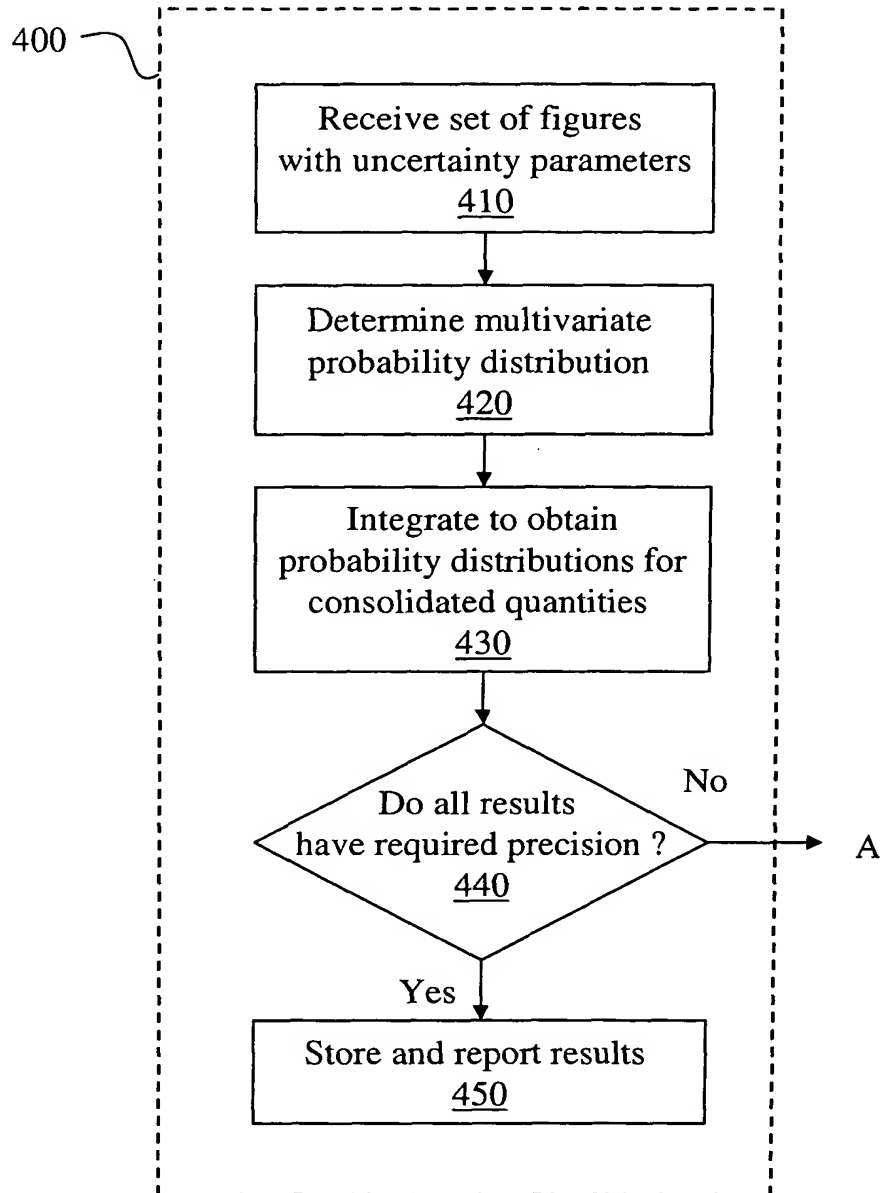 400
Receive set of figures
with uncertainty parameters
410
Determine multivariate
probability distribution
420
Integrate to obtain
probability distributions for
consolidated quantities
430
No
Do all results
have required precision ?
A
440
Yes
Store and report results
450